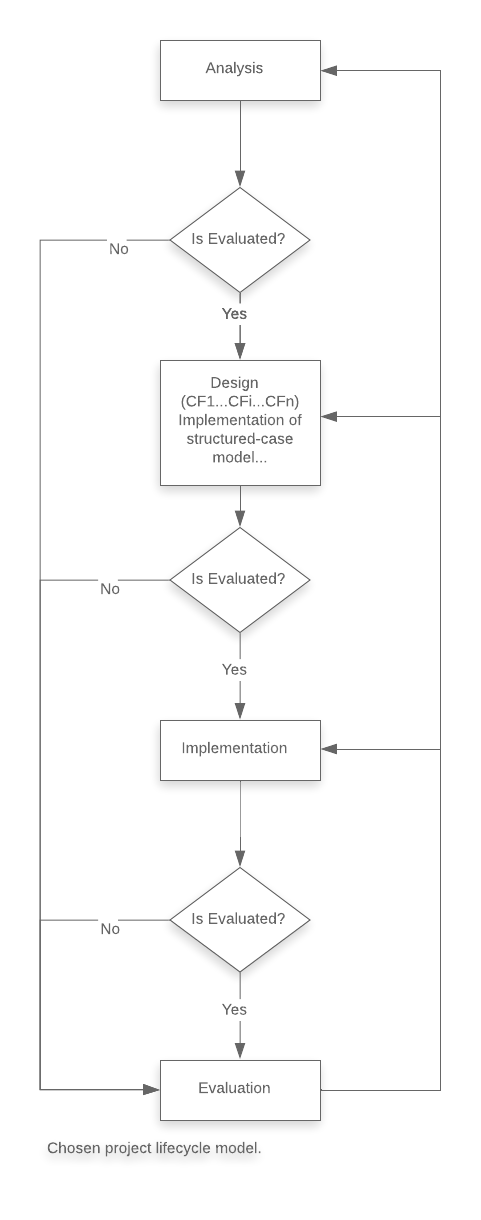 Analysis
Is Evaluated?
No
Yes
Design
(CF1...CFi...CFn)
Implementation of
structured-case
model...
Is Evaluated?
No
Yes
Implementation
Is Evaluated?
No
Yes
Evaluation
Chosen project lifecycle model.